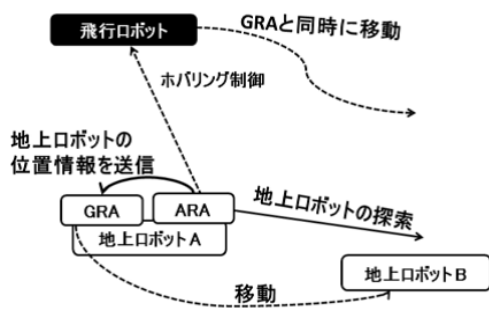 飛行ロボット
GRAと同時に移動
ホバリング制御
地上ロボットの
位置情報を送信
GRA
ARA
地上ロボットA
地上ロボットの探索
地上ロボットB
移動